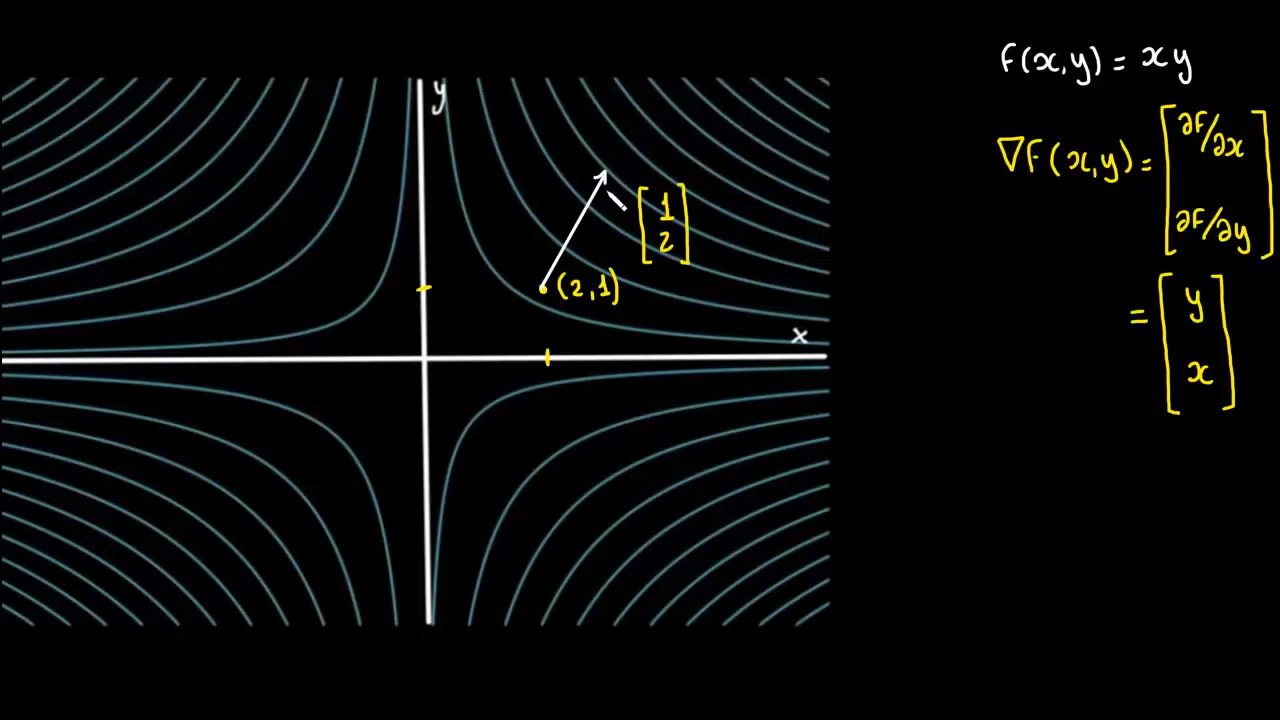 F(x,y) = xy
∇F(x,y) = [∂F/∂x
∂F/∂y]
= [y
x]
y
[1
2]
(2,1)
x